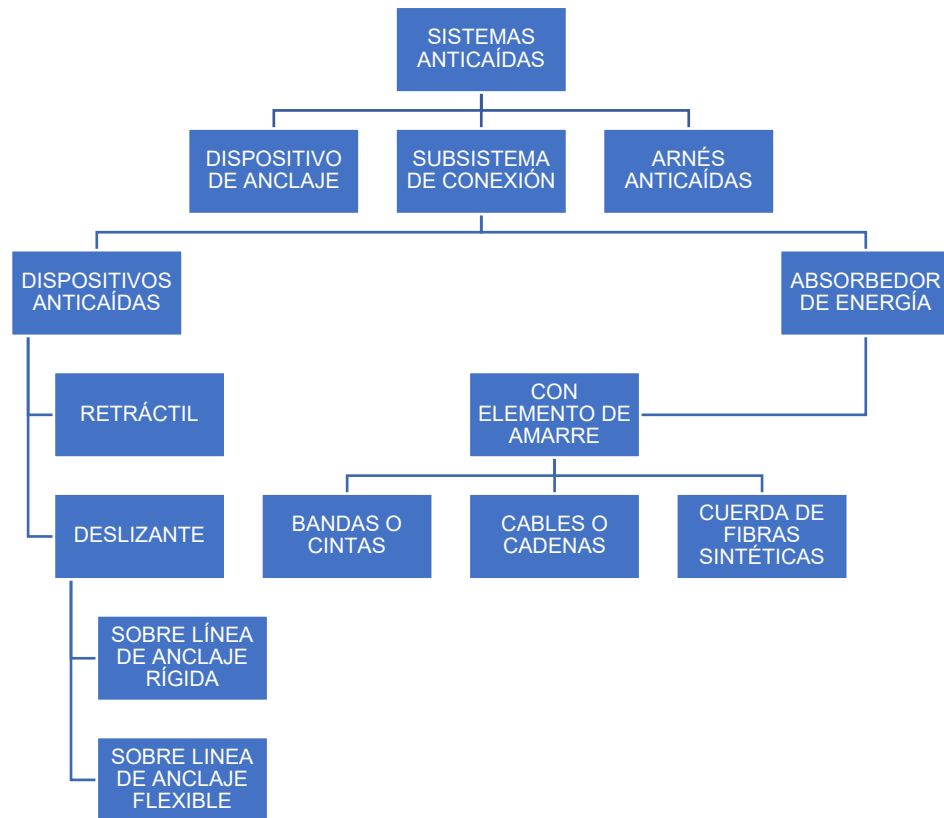 SISTEMAS
ANTICAÍDAS
DISPOSITIVO
DE ANCLAJE
SUBSISTEMA
DE CONEXIÓN
ARNÉS
ANTICAÍDAS
DISPOSITIVOS
ANTICAÍDAS
ABSORBEDOR
DE ENERGÍA
RETRÁCTIL
CON
ELEMENTO DE
AMARRE
DESLIZANTE
BANDAS O
CINTAS
CABLES O
CADENAS
CUERDA DE
FIBRAS
SINTÉTICAS
SOBRE LÍNEA
DE ANCLAJE
RÍGIDA
SOBRE LINEA
DE ANCLAJE
FLEXIBLE